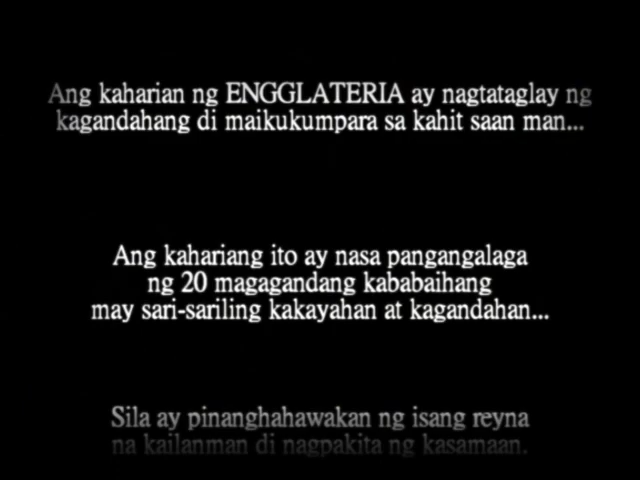 Ang kaharian ng ENGGLATERIA ay nagtataglay ng
kagandahang di maikukumpara sa kahit saan man...
Ang kahariang ito ay nasa pangangalaga
ng 20 magagandang kababaihang
may sari-sariling kakayahan at kagandahan...
Sila ay pinanghahawakan ng isang reyna
na kailanman di nagpakita ng kasamaan.